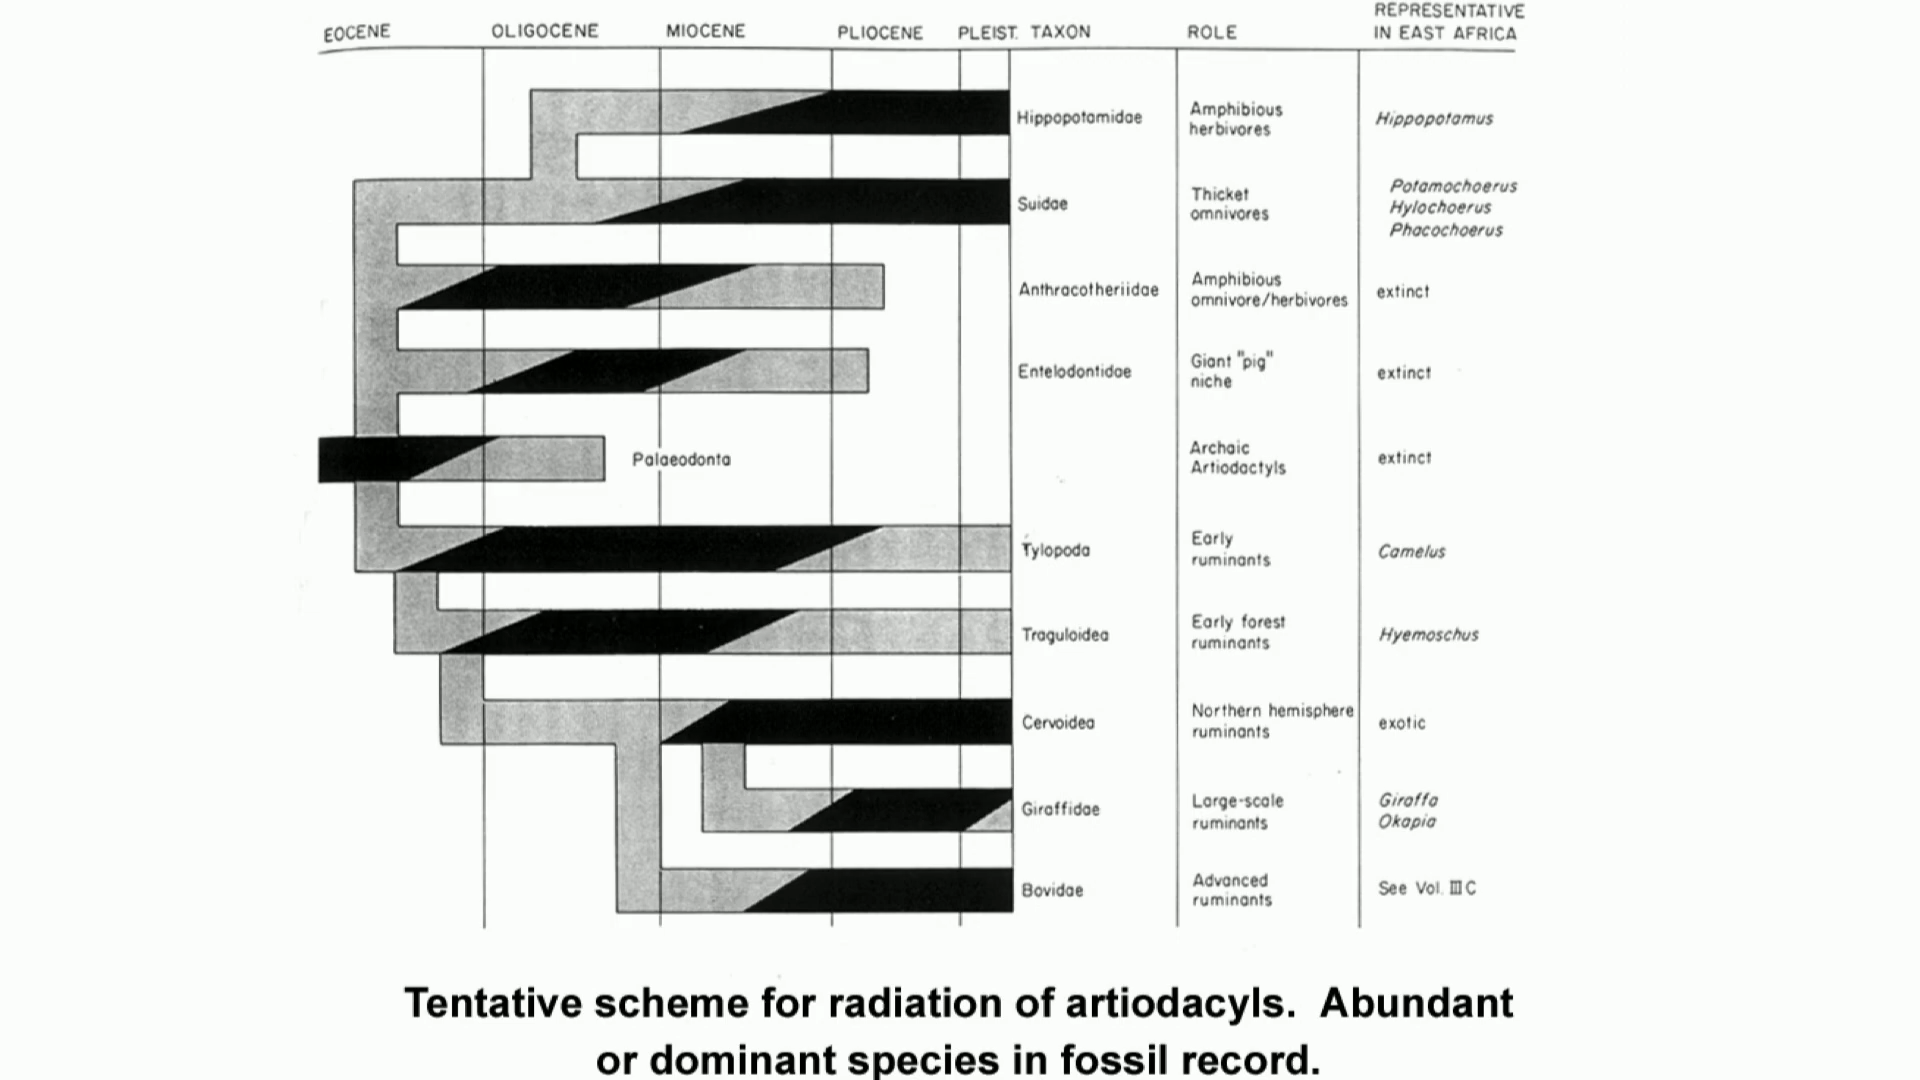 EOCENE OLIGOCENE MIOCENE PLIOCENE PLEIST. TAXON ROLE REPRESENTATIVE IN EAST AFRICA
Hippopotamidae Amphibious herbivores Hippopotamus
Suidae Thicket omnivores Potamochoerus Hylochoerus Phacochoerus
Anthracotheriidae Amphibious omnivore/herbivores extinct
Entelodontidae Giant "pig" niche extinct
Palaeodonta Archaic Artiodactyls extinct
Tylopoda Early ruminants Camelus
Traguloidea Early forest ruminants Hyemoschus
Cervoidea Northern hemisphere ruminants exotic
Giraffidae Large-scale ruminants Giraffa Okapia
Bovidae Advanced ruminants See Vol. III C
Tentative scheme for radiation of artiodacyls. Abundant
or dominant species in fossil record.